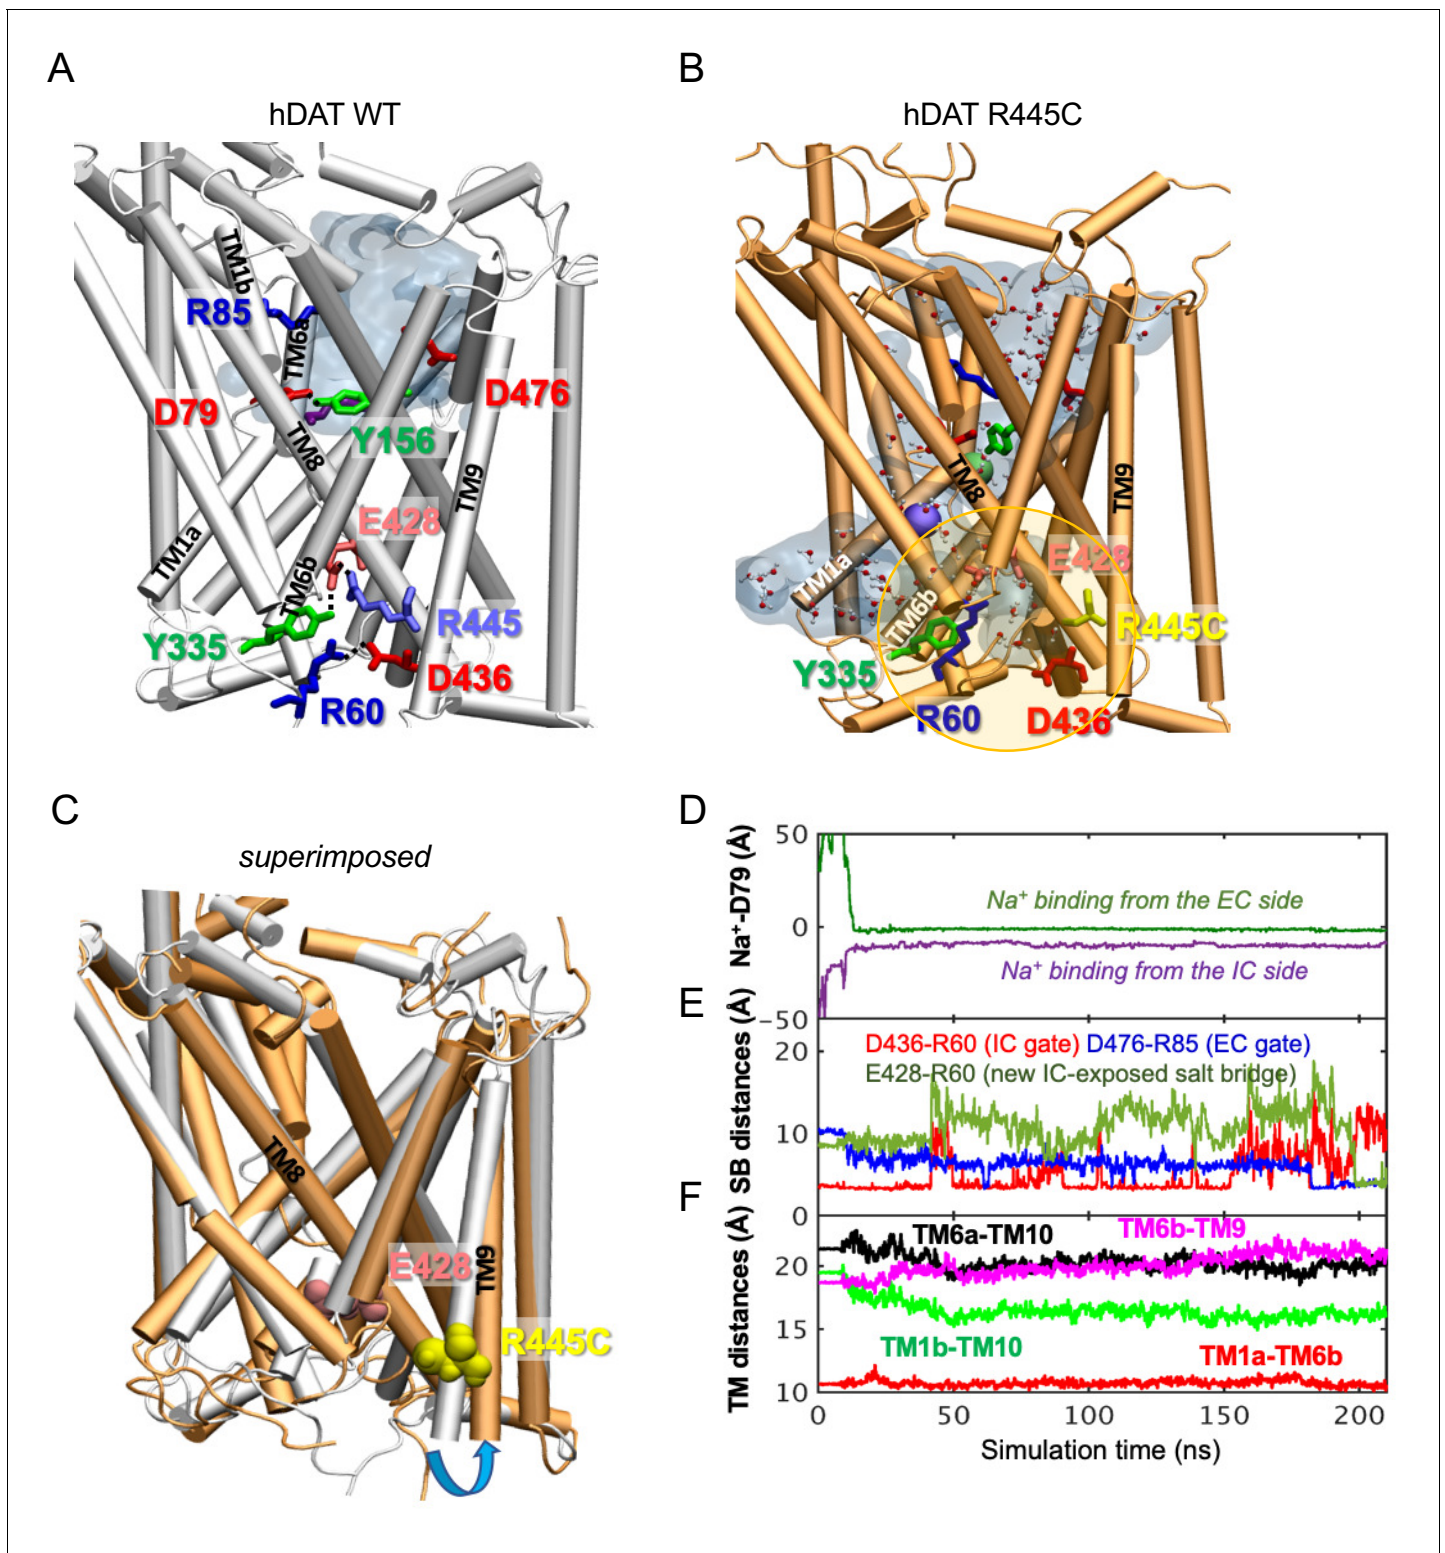 A
hDAT WT
TM1b
R85
TM6a
D79
D476
Y156
TM8
TM9
E428
TM1a
TM6b
R445
Y335
D436
R60
B
hDAT R445C
TM8
TM9
TM1a
E428
TM6b
R445C
Y335
R60
D436
C
superimposed
TM8
E428
TM9
R445C
D
Na⁺-D79 (Å)
50
0
−50
Na⁺ binding from the EC side
Na⁺ binding from the IC side
E
SB distances (Å)
20
10
0
D436-R60 (IC gate) D476-R85 (EC gate)
E428-R60 (new IC-exposed salt bridge)
F
TM distances (Å)
20
15
10
TM6a-TM10
TM6b-TM9
TM1b-TM10
TM1a-TM6b
0 50 100 150 200
Simulation time (ns)